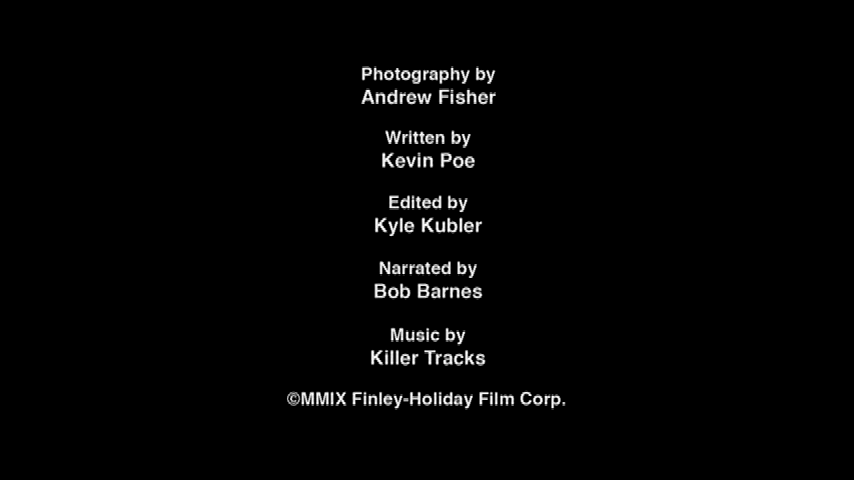 Photography by
Andrew Fisher
Written by
Kevin Poe
Edited by
Kyle Kubler
Narrated by
Bob Barnes
Music by
Killer Tracks
©MMIX Finley-Holiday Film Corp.